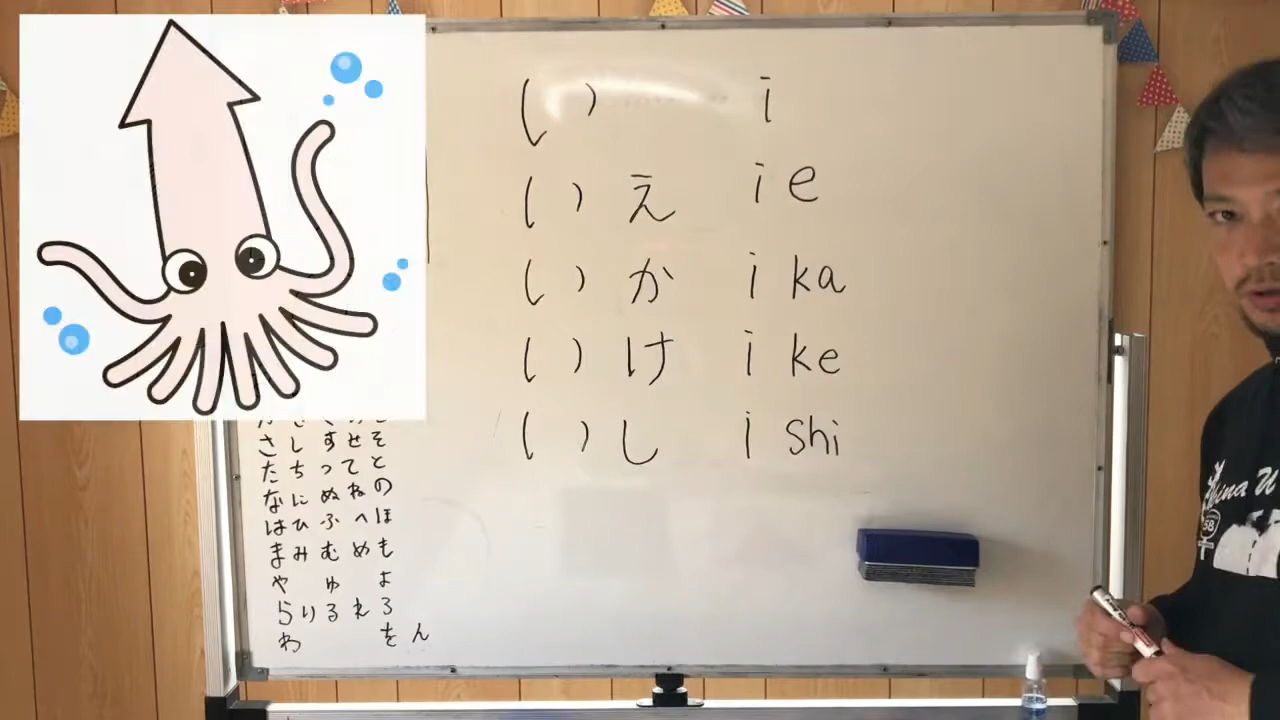 い i
いえ ie
いか ika
いけ ike
いし ishi
さしすせそ
たちつてと
なにぬねの
はひふへほ
まみむめも
やゆよ
らりるれろ
わをん
58